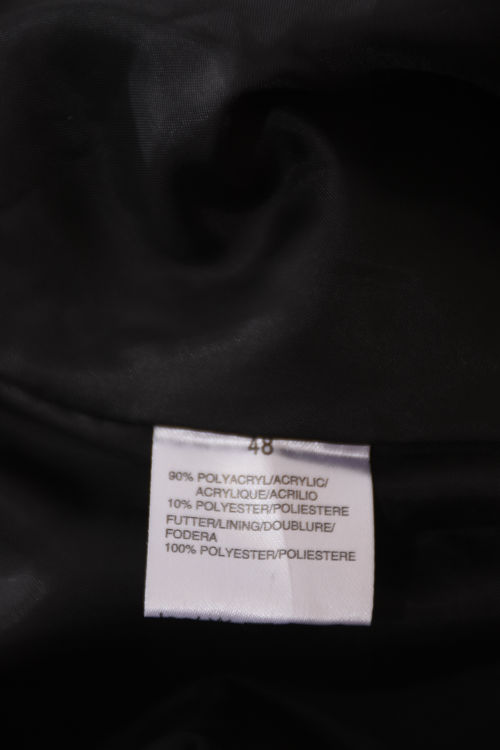 48
90% POLYACRYL/ACRYLIC/
ACRYLIQUE/ACRILIO
10% POLYESTER/POLIESTERE
FUTTER/LINING/DOUBLURE/
FODERA
100% POLYESTER/POLIESTERE